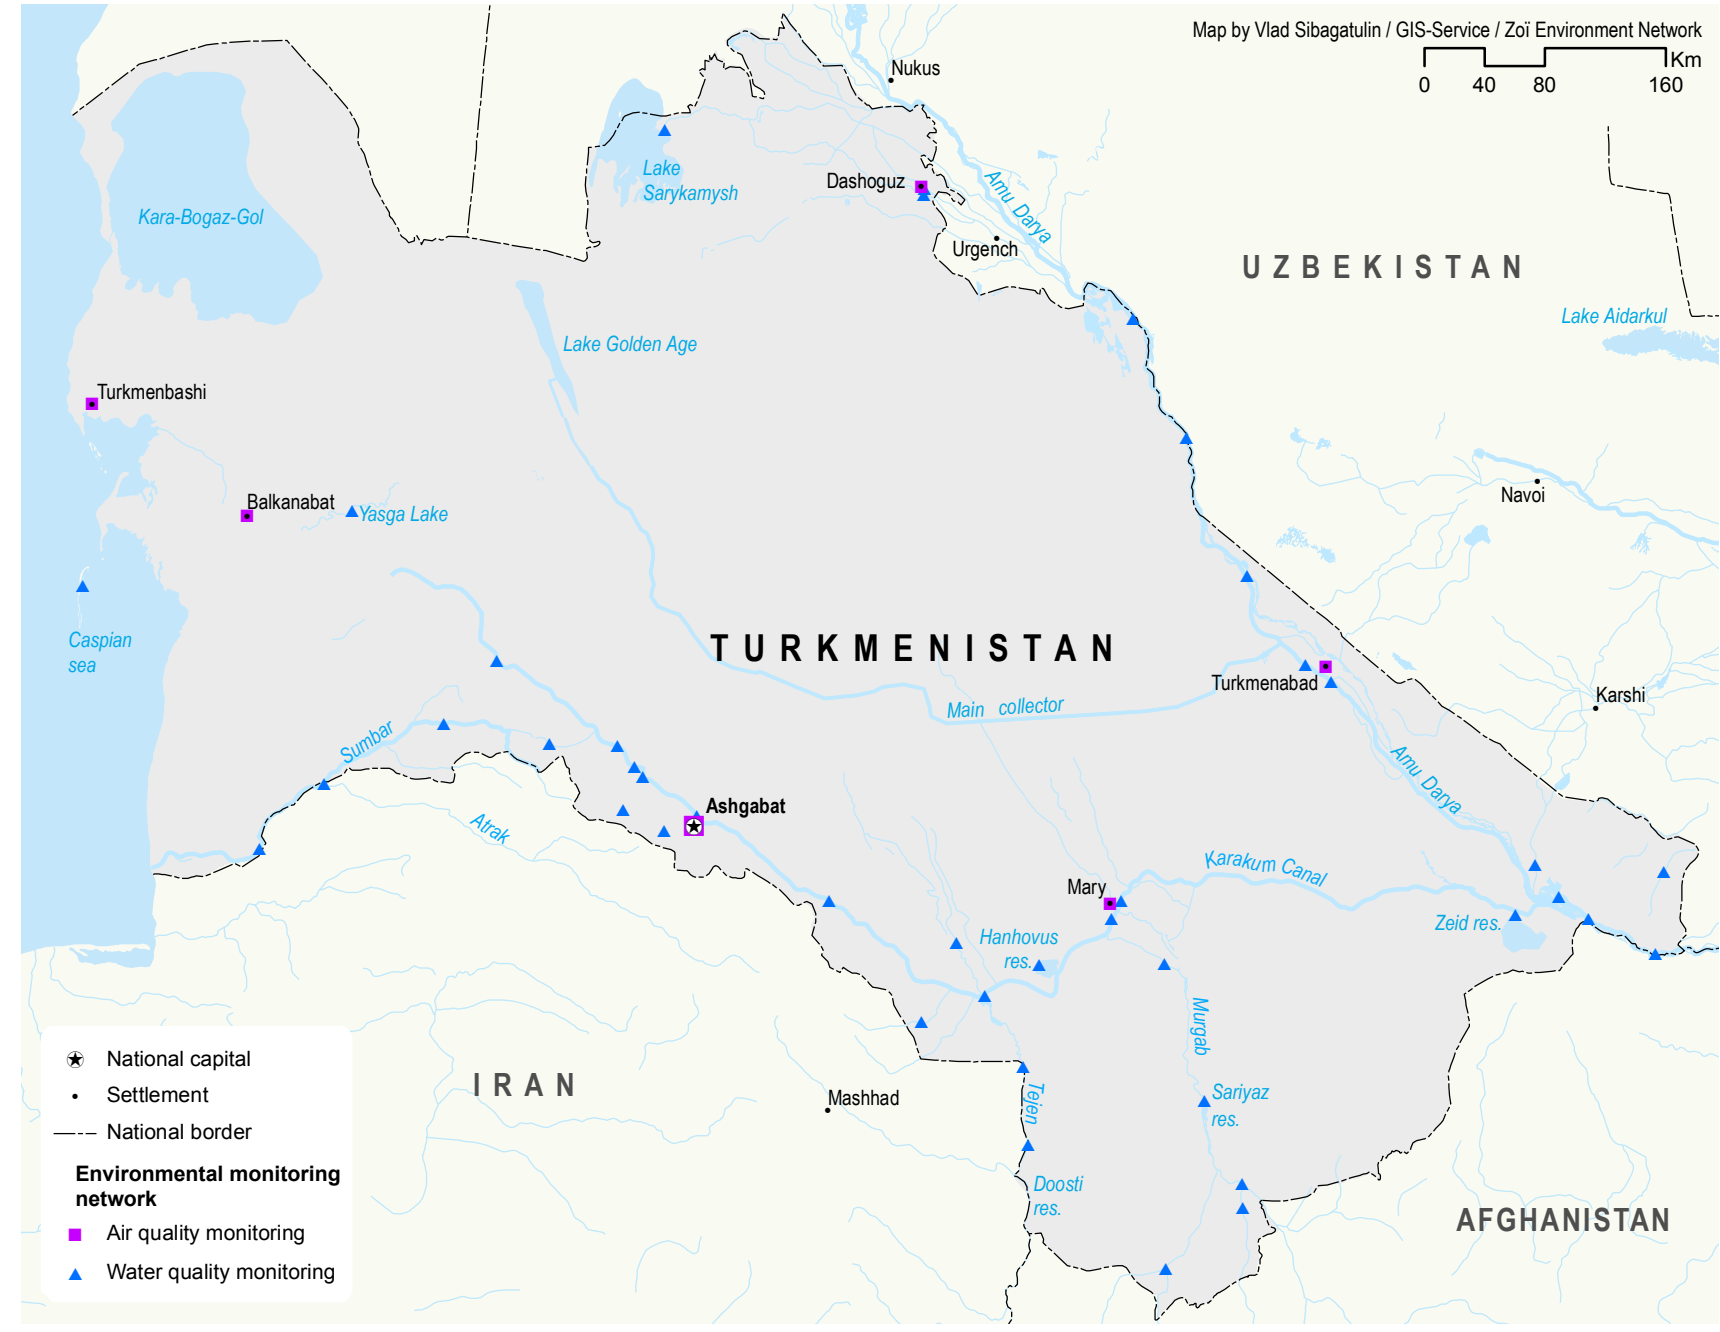 Map by Vlad Sibagatulin / GIS-Service / Zoï Environment Network
Km
0 40 80 160
Nukus
Lake
Sarykamysh
Dashoguz
Amu Darya
Kara-Bogaz-Gol
Urgench
UZBEKISTAN
Lake Aidarkul
Lake Golden Age
Turkmenbashi
Balkanabat
Yasga Lake
Navoi
Caspian
sea
TURKMENISTAN
Turkmenabad
Karshi
Main collector
Sumbar
Amu Darya
Ashgabat
Atrak
Karakum Canal
Mary
Zeid res.
Hanhovus
res.
Murgab
National capital
Settlement
National border
Environmental monitoring
network
Air quality monitoring
Water quality monitoring
IRAN
Mashhad
Tejen
Sariyaz
res.
Doosti
res.
AFGHANISTAN